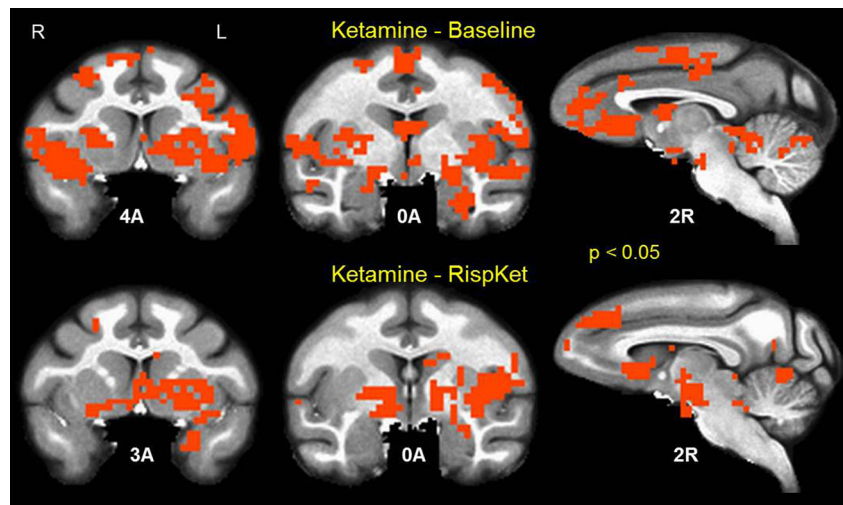 R L Ketamine - Baseline
4A 0A 2R
p < 0.05
Ketamine - RispKet
3A 0A 2R